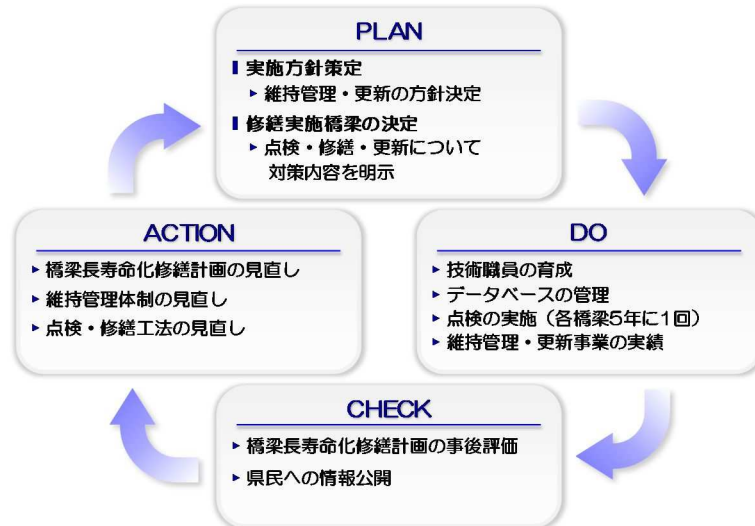 PLAN
実施方針策定
維持管理・更新の方針決定
修繕実施橋梁の決定
点検・修繕・更新について
対策内容を明示
ACTION
橋梁長寿命化修繕計画の見直し
維持管理体制の見直し
点検・修繕工法の見直し
DO
技術職員の育成
データベースの管理
点検の実施（各橋梁5年に1回）
維持管理・更新事業の実績
CHECK
橋梁長寿命化修繕計画の事後評価
県民への情報公開